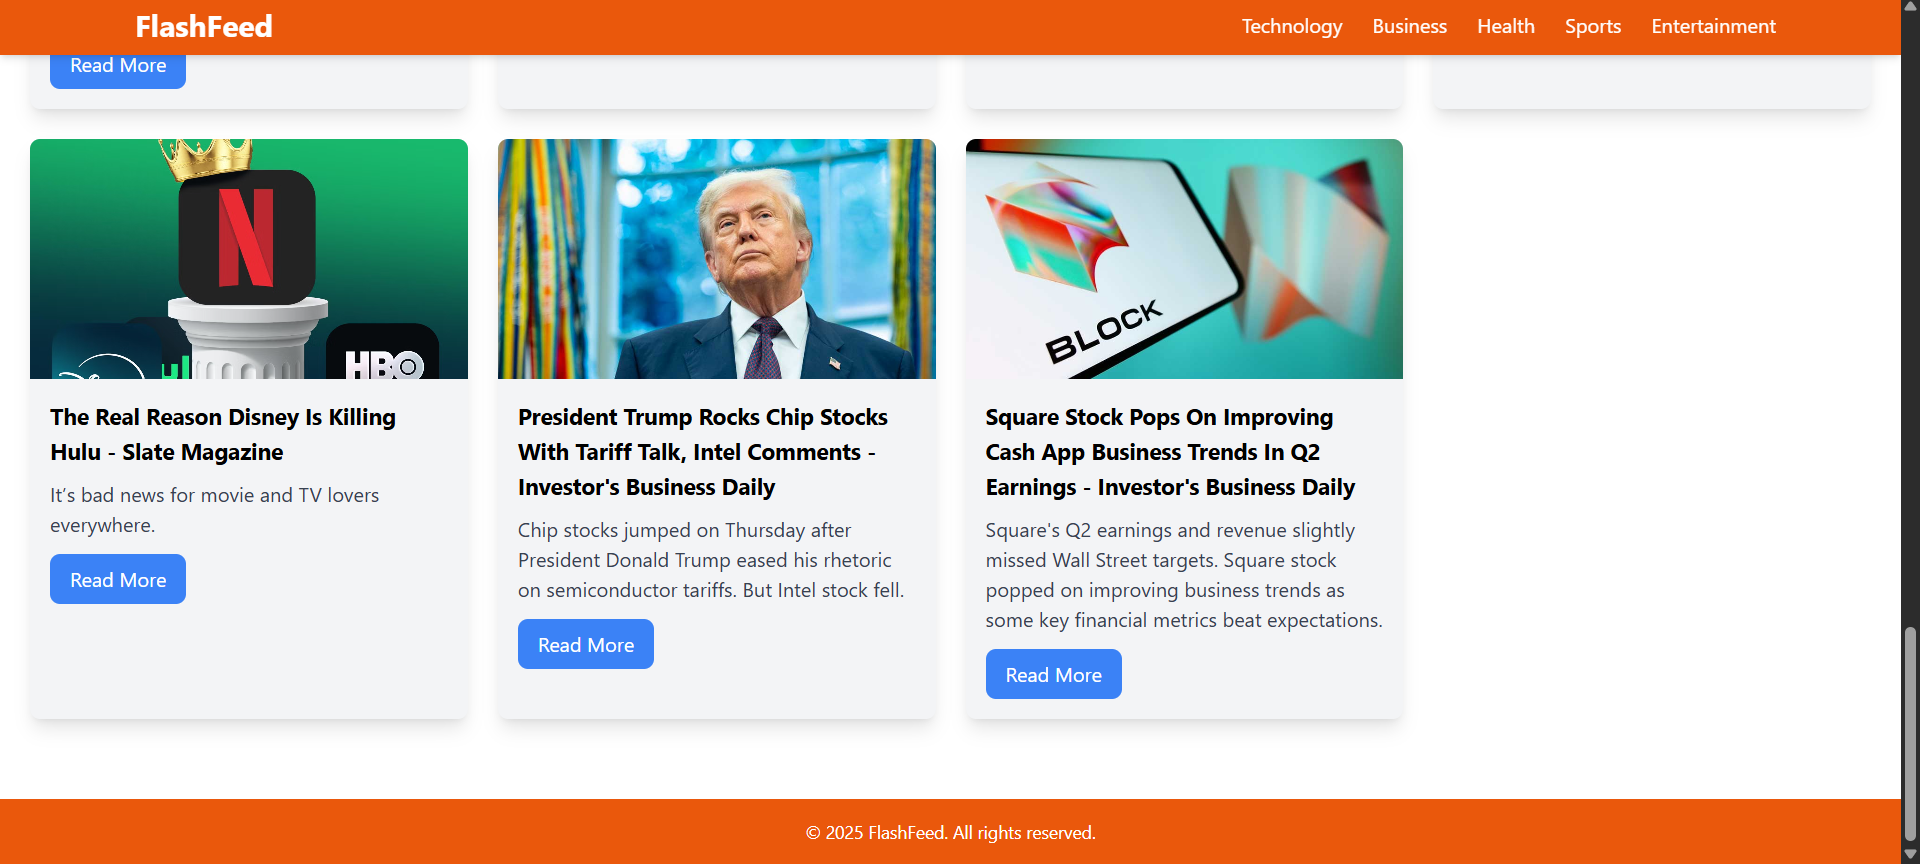 FlashFeed
Technology Business Health Sports Entertainment
Read More
N
HBO
The Real Reason Disney Is Killing
Hulu - Slate Magazine
It’s bad news for movie and TV lovers
everywhere.
Read More
President Trump Rocks Chip Stocks
With Tariff Talk, Intel Comments -
Investor's Business Daily
Chip stocks jumped on Thursday after
President Donald Trump eased his rhetoric
on semiconductor tariffs. But Intel stock fell.
Read More
BLOCK
Square Stock Pops On Improving
Cash App Business Trends In Q2
Earnings - Investor's Business Daily
Square's Q2 earnings and revenue slightly
missed Wall Street targets. Square stock
popped on improving business trends as
some key financial metrics beat expectations.
Read More
© 2025 FlashFeed. All rights reserved.